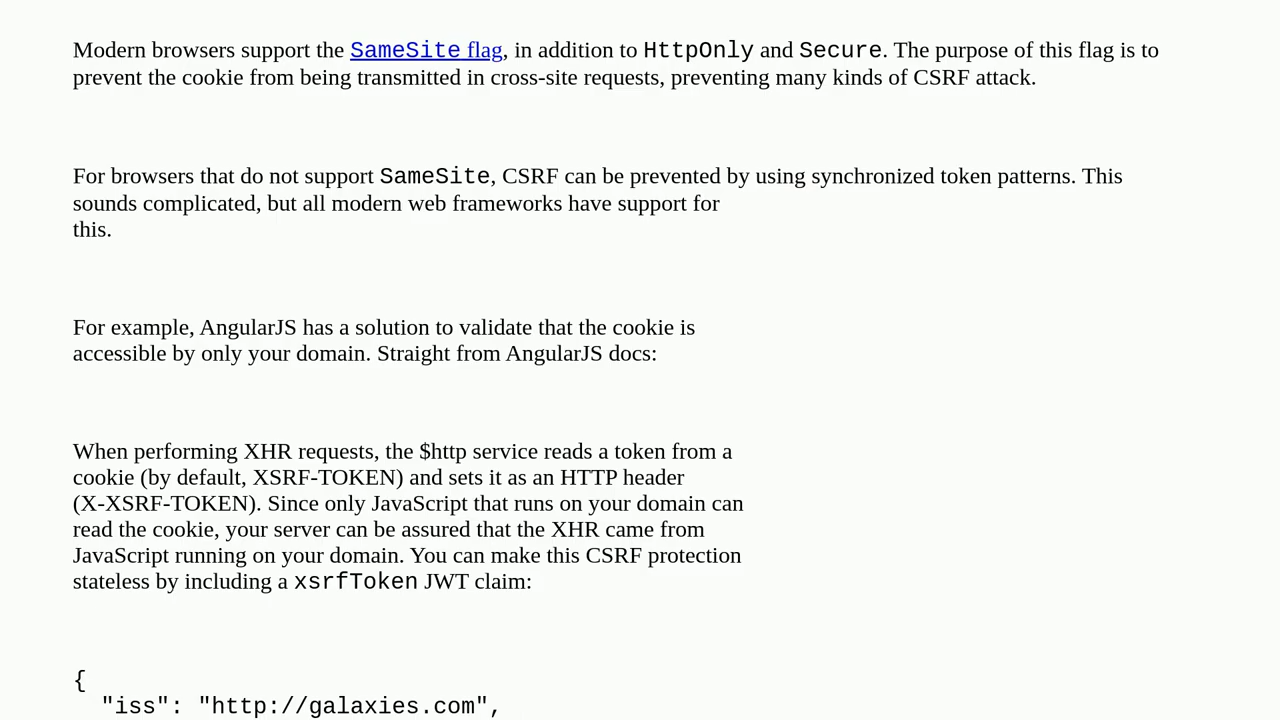 Modern browsers support the SameSite flag, in addition to HttpOnly and Secure. The purpose of this flag is to
prevent the cookie from being transmitted in cross-site requests, preventing many kinds of CSRF attack.
For browsers that do not support SameSite, CSRF can be prevented by using synchronized token patterns. This
sounds complicated, but all modern web frameworks have support for
this.
For example, AngularJS has a solution to validate that the cookie is
accessible by only your domain. Straight from AngularJS docs:
When performing XHR requests, the $http service reads a token from a
cookie (by default, XSRF-TOKEN) and sets it as an HTTP header
(X-XSRF-TOKEN). Since only JavaScript that runs on your domain can
read the cookie, your server can be assured that the XHR came from
JavaScript running on your domain. You can make this CSRF protection
stateless by including a xsrfToken JWT claim:
{
  "iss": "http://galaxies.com",